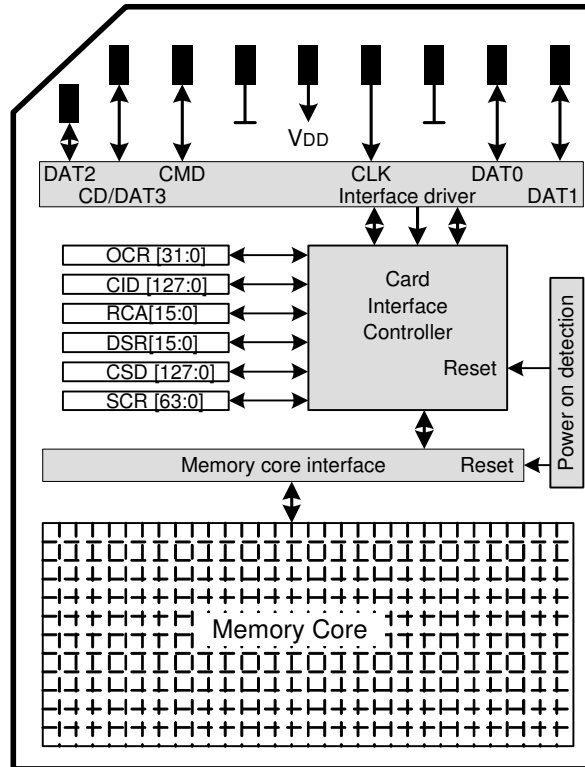 VDD
DAT2 CMD CLK DAT0
CD/DAT3 Interface driver DAT1
OCR [31:0]
CID [127:0]
RCA[15:0]
DSR[15:0]
CSD [127:0]
SCR [63:0]
Card
Interface
Controller
Reset
Power on detection
Memory core interface Reset
Memory Core